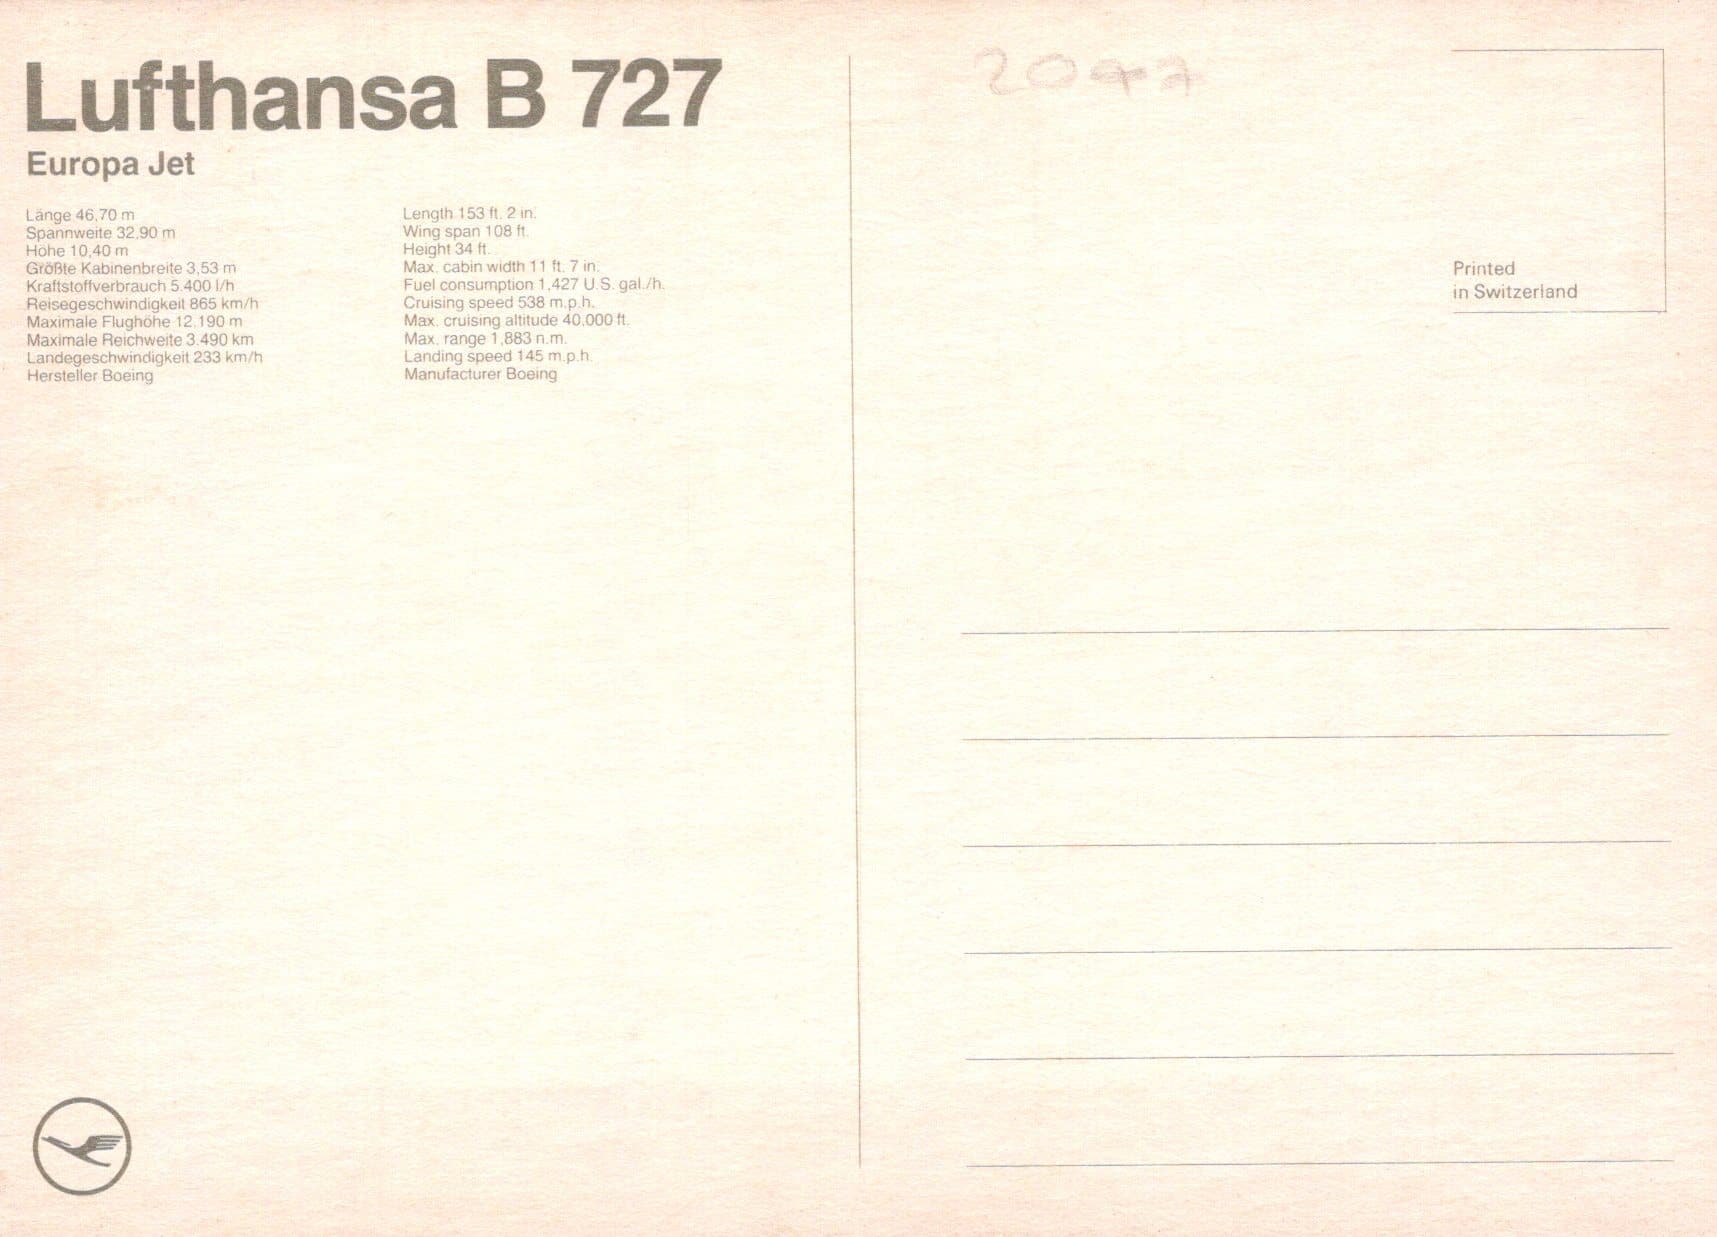 Lufthansa B 727
Europa Jet
Länge 46,70 m
Spannweite 32,90 m
Höhe 10,40 m
Größte Kabinenbreite 3,53 m
Kraftstoffverbrauch 5.400 l/h
Reisegeschwindigkeit 865 km/h
Maximale Flughöhe 12.190 m
Maximale Reichweite 3.490 km
Landegeschwindigkeit 233 km/h
Hersteller Boeing
Length 153 ft. 2 in.
Wing span 108 ft.
Height 34 ft.
Max. cabin width 11 ft. 7 in.
Fuel consumption 1,427 U.S. gal./h.
Cruising speed 538 m.p.h.
Max. cruising altitude 40,000 ft.
Max. range 1,883 n.m.
Landing speed 145 m.p.h.
Manufacturer Boeing
Printed
in Switzerland